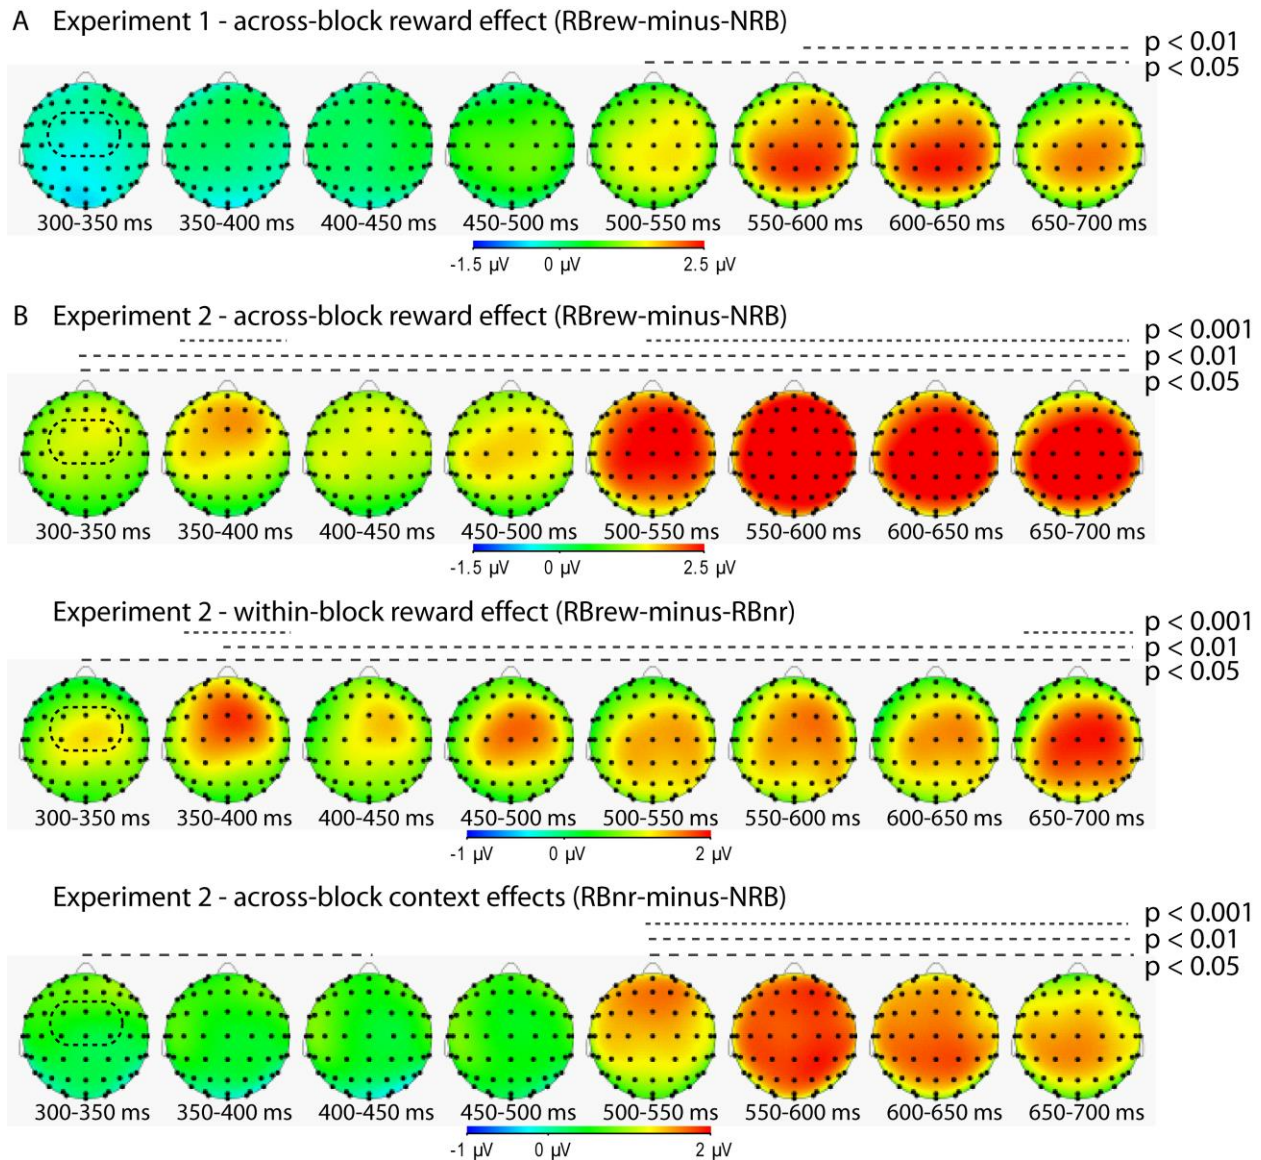 A Experiment 1 - across-block reward effect (RBrew-minus-NRB)
p < 0.01
p < 0.05
300-350 ms 350-400 ms 400-450 ms 450-500 ms 500-550 ms 550-600 ms 600-650 ms 650-700 ms
-1.5 µV 0 µV 2.5 µV
B Experiment 2 - across-block reward effect (RBrew-minus-NRB)
p < 0.001
p < 0.01
p < 0.05
300-350 ms 350-400 ms 400-450 ms 450-500 ms 500-550 ms 550-600 ms 600-650 ms 650-700 ms
-1.5 µV 0 µV 2.5 µV
Experiment 2 - within-block reward effect (RBrew-minus-RBnr)
p < 0.001
p < 0.01
p < 0.05
300-350 ms 350-400 ms 400-450 ms 450-500 ms 500-550 ms 550-600 ms 600-650 ms 650-700 ms
-1 µV 0 µV 2 µV
Experiment 2 - across-block context effects (RBnr-minus-NRB)
p < 0.001
p < 0.01
p < 0.05
300-350 ms 350-400 ms 400-450 ms 450-500 ms 500-550 ms 550-600 ms 600-650 ms 650-700 ms
-1 µV 0 µV 2 µV